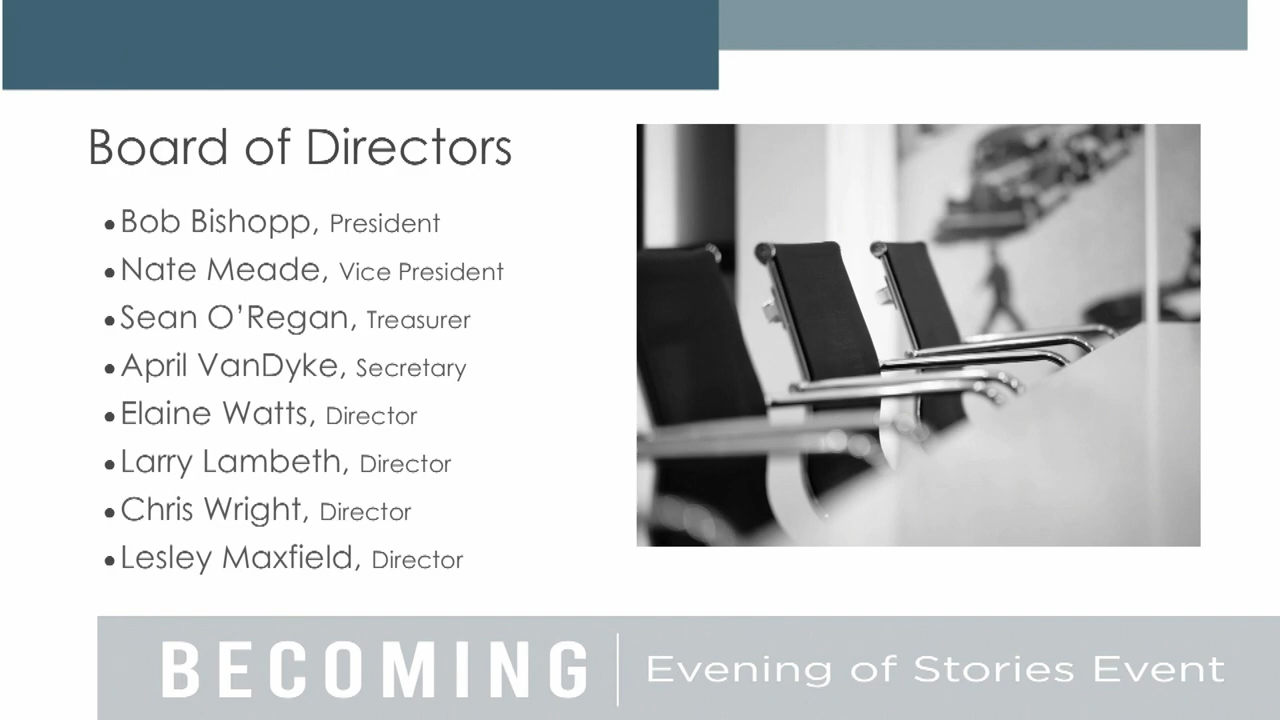 Board of Directors
• Bob Bishopp, President
• Nate Meade, Vice President
• Sean O’Regan, Treasurer
• April VanDyke, Secretary
• Elaine Watts, Director
• Larry Lambeth, Director
• Chris Wright, Director
• Lesley Maxfield, Director
BECOMING | Evening of Stories Event